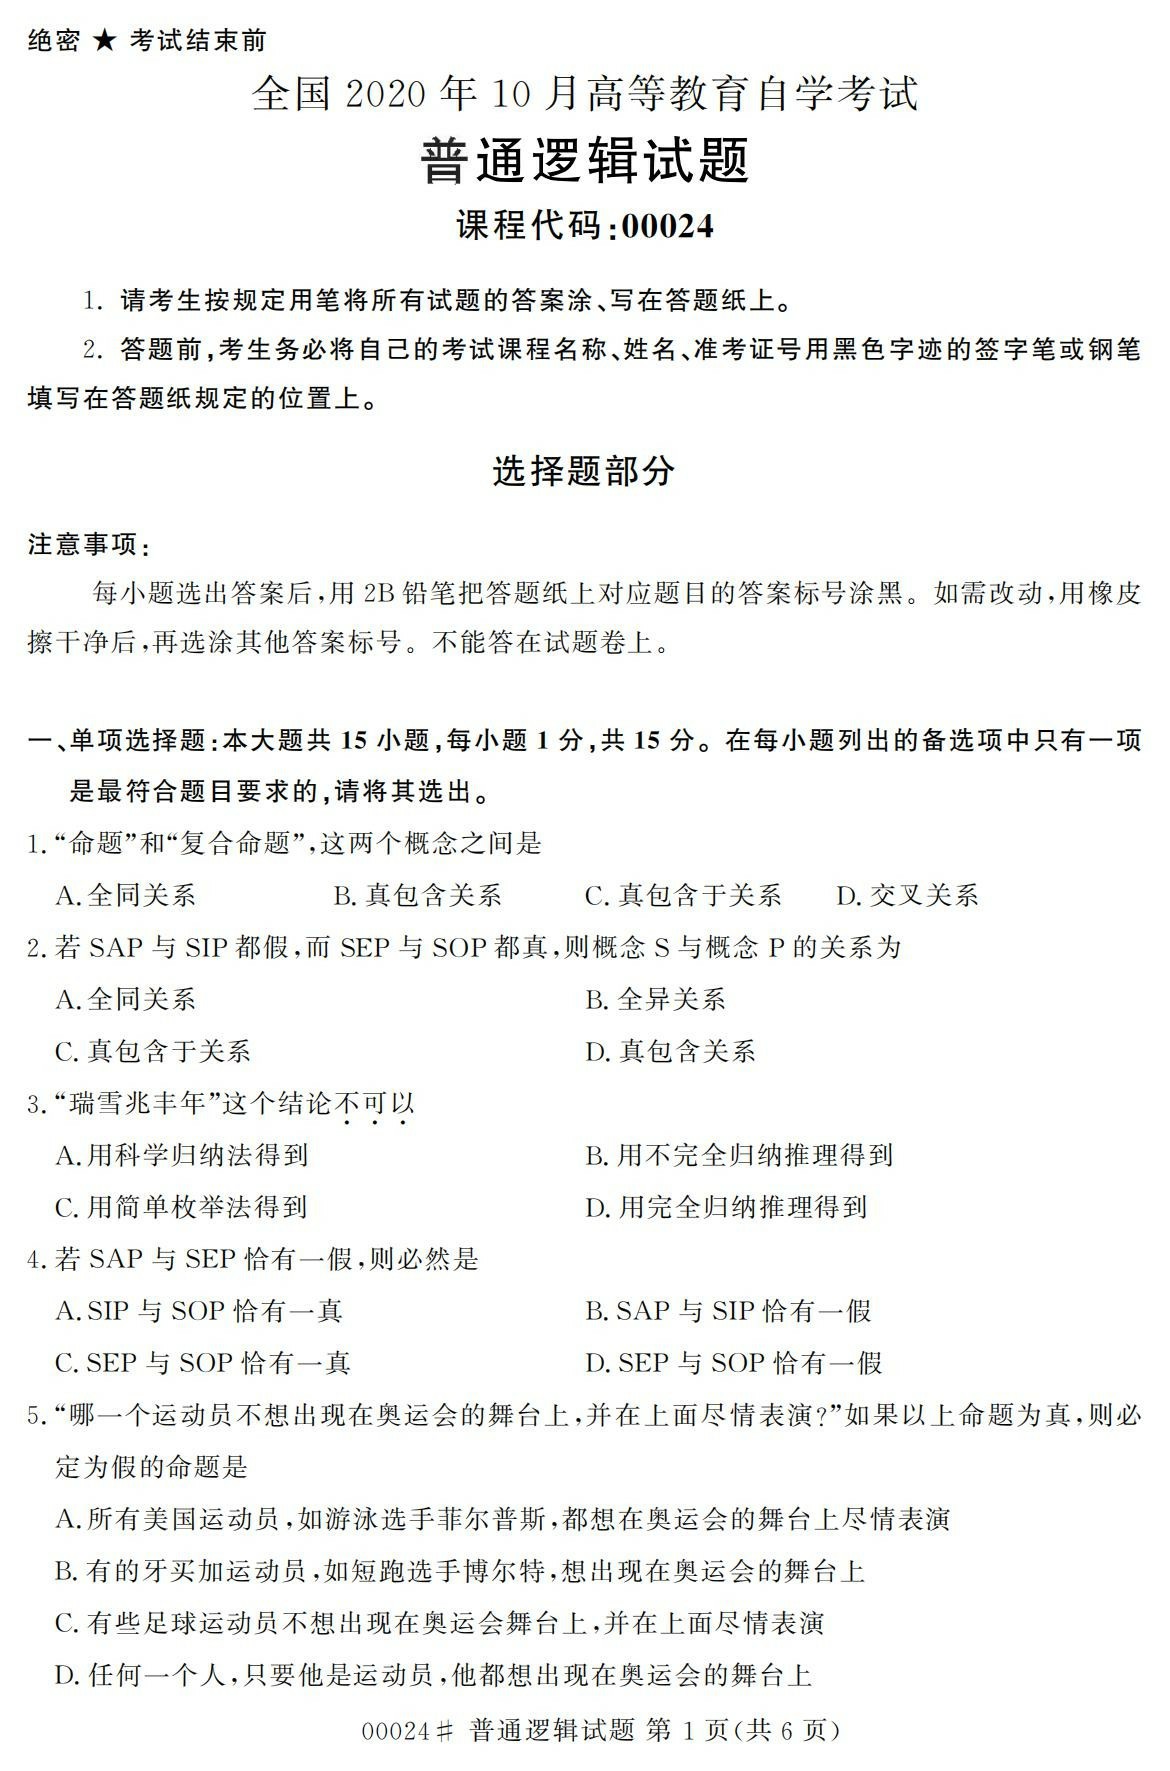 绝密 ★ 考试结束前
全国 2020 年 10 月高等教育自学考试
普通逻辑试题
课程代码:00024
1. 请考生按规定用笔将所有试题的答案涂、写在答题纸上。
2. 答题前,考生务必将自己的考试课程名称、姓名、准考证号用黑色字迹的签字笔或钢笔
填写在答题纸规定的位置上。
选择题部分
注意事项:
每小题选出答案后,用 2B 铅笔把答题纸上对应题目的答案标号涂黑。如需改动,用橡皮
擦干净后,再选涂其他答案标号。不能答在试题卷上。
一、单项选择题:本大题共 15 小题,每小题 1 分,共 15 分。在每小题列出的备选项中只有一项
是最符合题目要求的,请将其选出。
1.“命题”和“复合命题”,这两个概念之间是
A. 全同关系 B. 真包含关系 C. 真包含于关系 D. 交叉关系
2. 若 SAP 与 SIP 都假,而 SEP 与 SOP 都真,则概念 S 与概念 P 的关系为
A. 全同关系 B. 全异关系
C. 真包含于关系 D. 真包含关系
3.“瑞雪兆丰年”这个结论不可以
A. 用科学归纳法得到 B. 用不完全归纳推理得到
C. 用简单枚举法得到 D. 用完全归纳推理得到
4. 若 SAP 与 SEP 恰有一假,则必然是
A. SIP 与 SOP 恰有一真 B. SAP 与 SIP 恰有一假
C. SEP 与 SOP 恰有一真 D. SEP 与 SOP 恰有一假
5.“哪一个运动员不想出现在奥运会的舞台上,并在上面尽情表演?”如果以上命题为真,则必
定为假的命题是
A. 所有美国运动员,如游泳选手菲尔普斯,都想在奥运会的舞台上尽情表演
B. 有的牙买加运动员,如短跑选手博尔特,想出现在奥运会的舞台上
C. 有些足球运动员不想出现在奥运会舞台上,并在上面尽情表演
D. 任何一个人,只要他是运动员,他都想出现在奥运会的舞台上
00024# 普通逻辑试题 第 1 页(共 6 页)